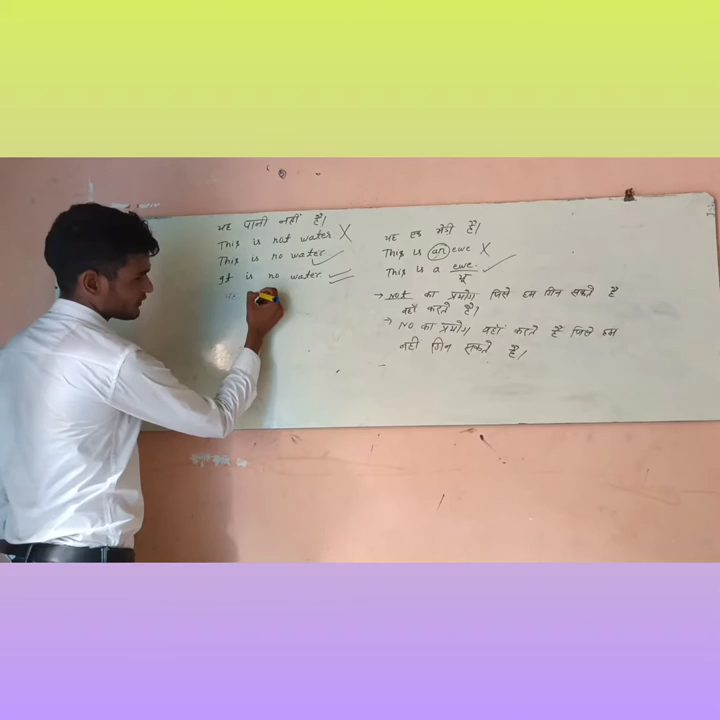 यह पानी नहीं है।
This is not water X
This is no water ✓
It is no water ✓
यह
यह एक भेड़ी है।
This is an ewe X
This is a ewe ✓
यू
→ Not का प्रयोग जिसे हम गिन सकते है
वहाँ करते है।
→ No का प्रयोग वहाँ करते है जिसे हम
नहीं गिन सकते है।